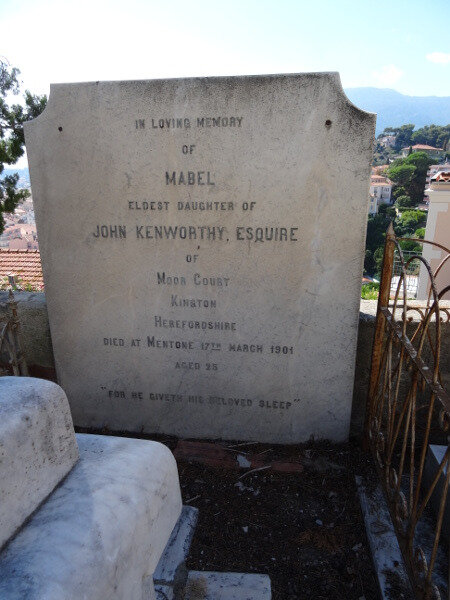 IN LOVING MEMORY
OF
MABEL
ELDEST DAUGHTER OF
JOHN KENWORTHY, ESQUIRE
OF
MOOR COURT
KINGTON
HEREFORDSHIRE
DIED AT MENTONE 17TH MARCH 1901
AGED 25
"FOR HE GIVETH HIS BELOVED SLEEP"